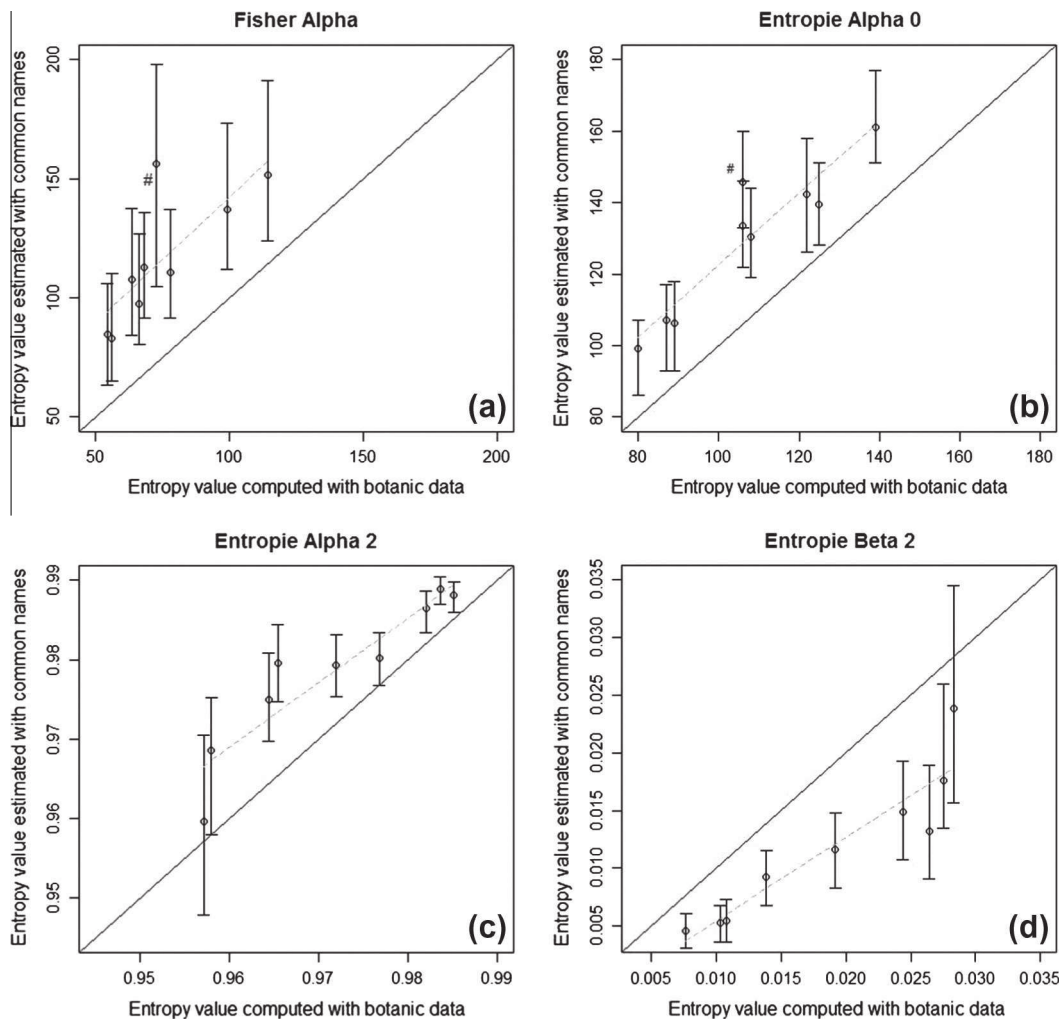 Fisher Alpha
Entropy value estimated with common names
200
150
100
50
#
(a)
50 100 150 200
Entropy value computed with botanic data
Entropie Alpha 0
Entropy value estimated with common names
180
160
140
120
100
80
#
(b)
80 100 120 140 160 180
Entropy value computed with botanic data
Entropie Alpha 2
Entropy value estimated with common names
0.99
0.98
0.97
0.96
0.95
(c)
0.95 0.96 0.97 0.98 0.99
Entropy value computed with botanic data
Entropie Beta 2
Entropy value estimated with common names
0.035
0.030
0.025
0.020
0.015
0.010
0.005
(d)
0.005 0.010 0.015 0.020 0.025 0.030 0.035
Entropy value computed with botanic data